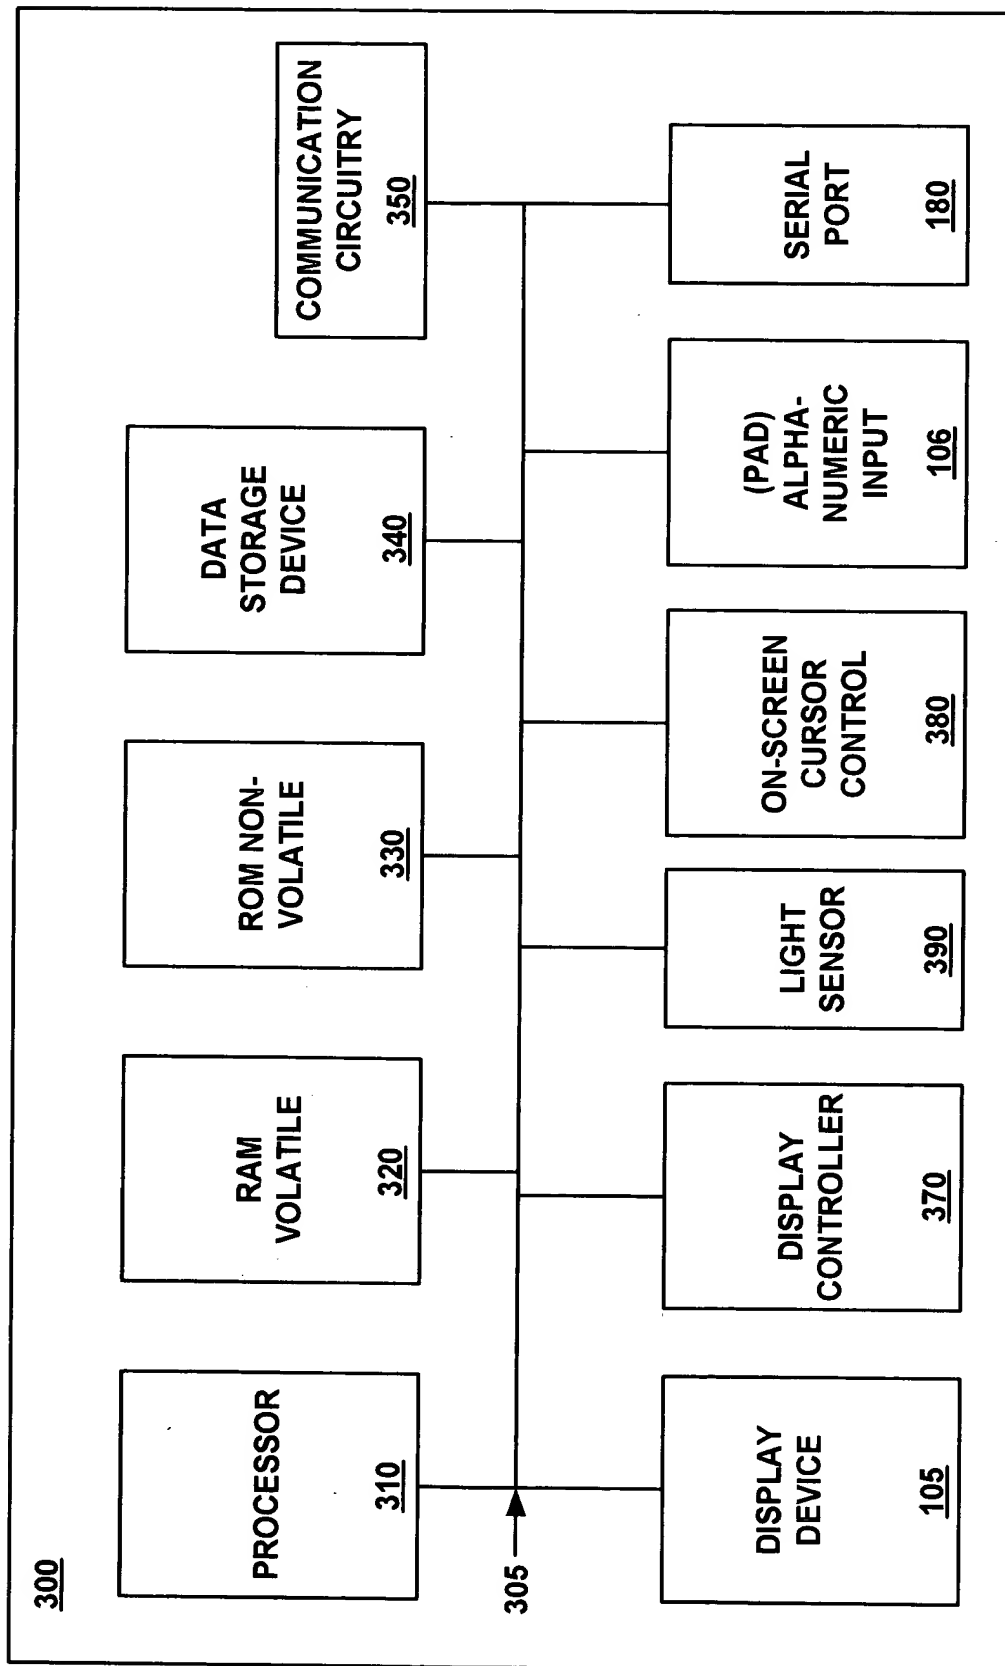 300
PROCESSOR
310
RAM
VOLATILE
320
ROM NON-
VOLATILE
330
DATA
STORAGE
DEVICE
340
COMMUNICATION
CIRCUITRY
350
305
DISPLAY
DEVICE
105
DISPLAY
CONTROLLER
370
LIGHT
SENSOR
390
ON-SCREEN
CURSOR
CONTROL
380
(PAD)
ALPHA-
NUMERIC
INPUT
106
SERIAL
PORT
180